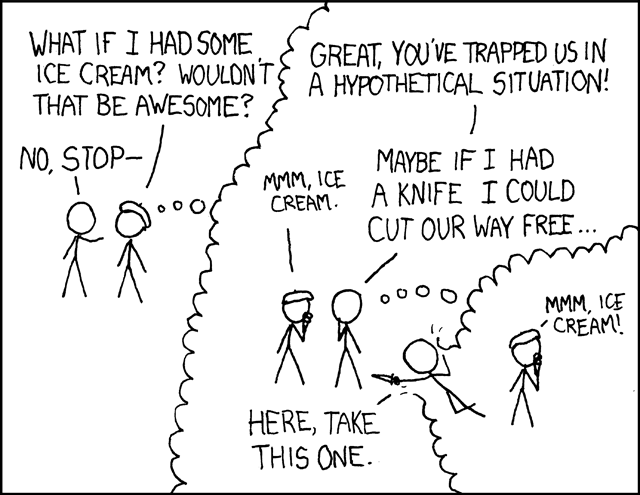 WHAT IF I HAD SOME
ICE CREAM? WOULDN'T
THAT BE AWESOME?
NO, STOP—
GREAT, YOU'VE TRAPPED US IN
A HYPOTHETICAL SITUATION!
MMM, ICE
CREAM.
MAYBE IF I HAD
A KNIFE I COULD
CUT OUR WAY FREE...
MMM, ICE
CREAM!
HERE, TAKE
THIS ONE.